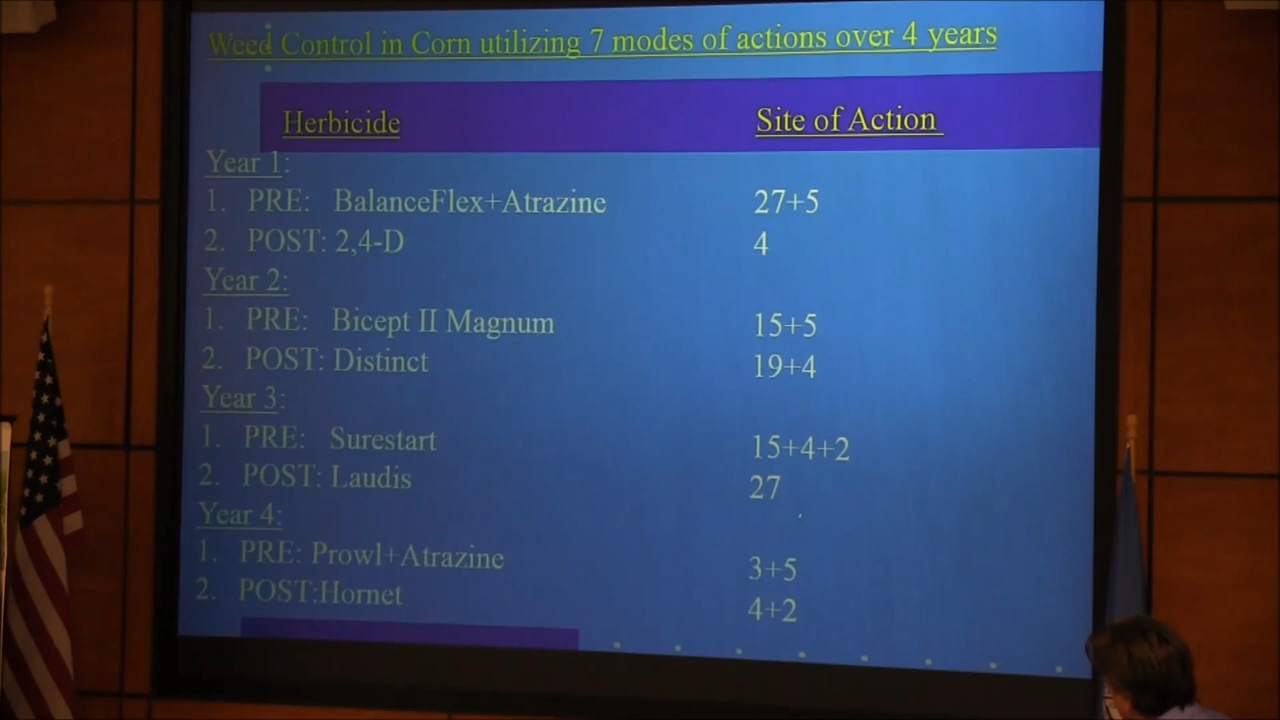 Weed Control in Corn utilizing 7 modes of actions over 4 years
Herbicide Site of Action
Year 1:
1. PRE: BalanceFlex+Atrazine 27+5
2. POST: 2,4-D 4
Year 2:
1. PRE: Bicept II Magnum 15+5
2. POST: Distinct 19+4
Year 3:
1. PRE: Surestart 15+4+2
2. POST: Laudis 27
Year 4:
1. PRE: Prowl+Atrazine 3+5
2. POST:Hornet 4+2